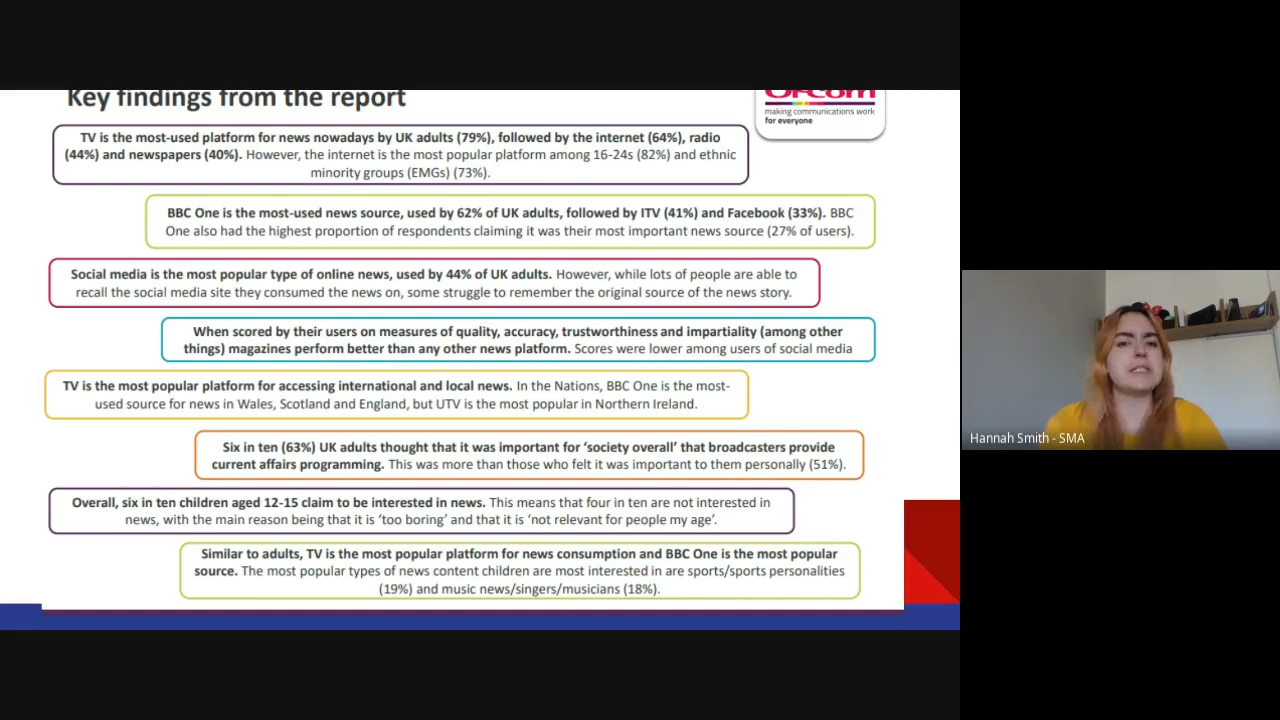 Key findings from the report
Ofcom
making communications work
for everyone
TV is the most-used platform for news nowadays by UK adults (79%), followed by the internet (64%), radio
(44%) and newspapers (40%). However, the internet is the most popular platform among 16-24s (82%) and ethnic
minority groups (EMGs) (73%).
BBC One is the most-used news source, used by 62% of UK adults, followed by ITV (41%) and Facebook (33%). BBC
One also had the highest proportion of respondents claiming it was their most important news source (27% of users).
Social media is the most popular type of online news, used by 44% of UK adults. However, while lots of people are able to
recall the social media site they consumed the news on, some struggle to remember the original source of the news story.
When scored by their users on measures of quality, accuracy, trustworthiness and impartiality (among other
things) magazines perform better than any other news platform. Scores were lower among users of social media
TV is the most popular platform for accessing international and local news. In the Nations, BBC One is the most-
used source for news in Wales, Scotland and England, but UTV is the most popular in Northern Ireland.
Six in ten (63%) UK adults thought that it was important for ‘society overall’ that broadcasters provide
current affairs programming. This was more than those who felt it was important to them personally (51%).
Overall, six in ten children aged 12-15 claim to be interested in news. This means that four in ten are not interested in
news, with the main reason being that it is ‘too boring’ and that it is ‘not relevant for people my age’.
Similar to adults, TV is the most popular platform for news consumption and BBC One is the most popular
source. The most popular types of news content children are most interested in are sports/sports personalities
(19%) and music news/singers/musicians (18%).
Hannah Smith - SMA